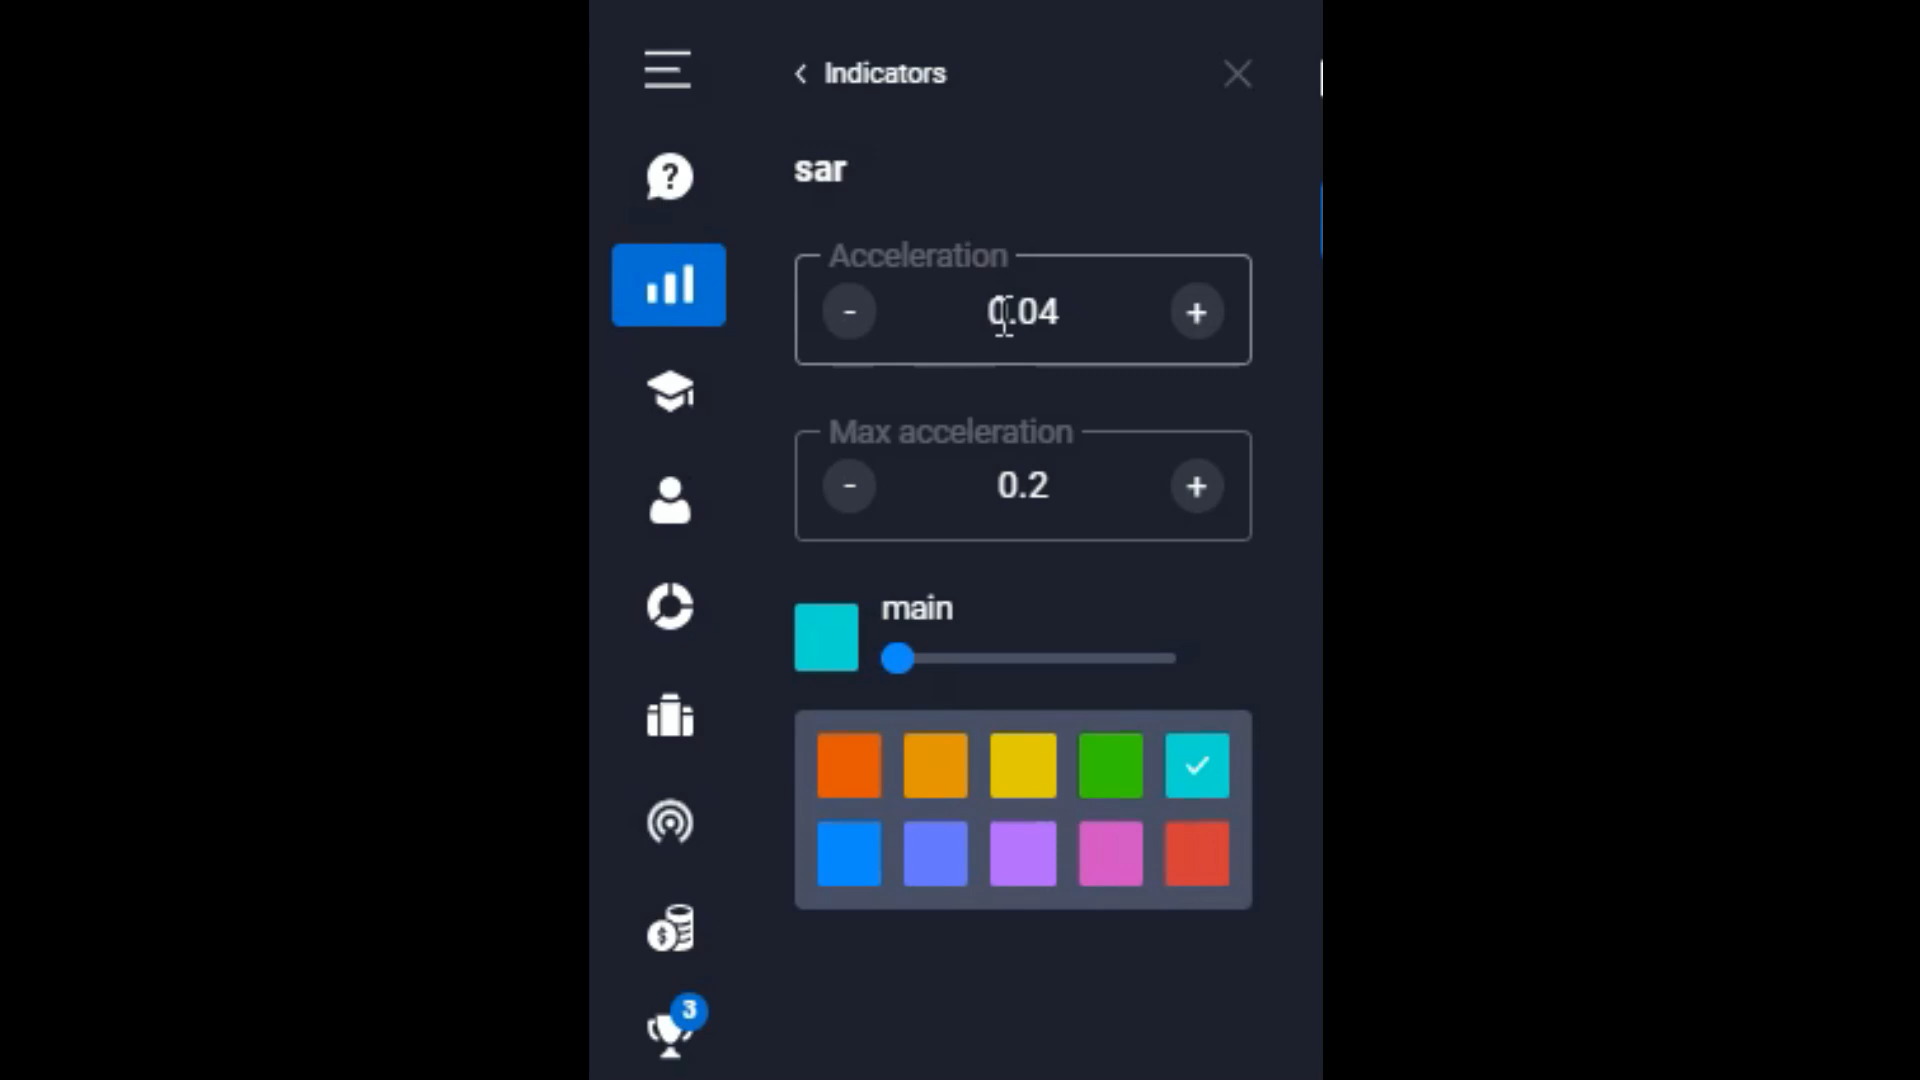 Indicators
sar
Acceleration
- 0.04 +
Max acceleration
- 0.2 +
main
3